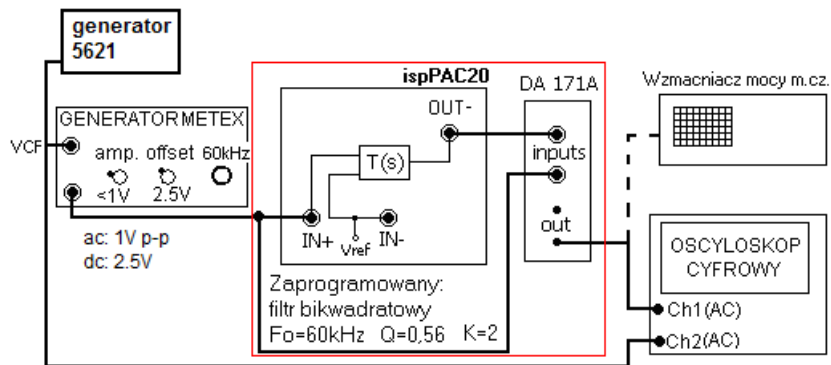 generator
5621
GENERATOR METEX
VCF
amp. offset 60kHz
<1V 2.5V
ac: 1V p-p
dc: 2.5V
ispPAC20
OUT-
T(s)
IN+
Vref
IN-
Zaprogramowany:
filtr bikwadratowy
Fo=60kHz Q=0,56 K=2
DA 171A
inputs
out
Wzmacniacz mocy m.cz.
OSCYLOSKOP
CYFROWY
Ch1(AC)
Ch2(AC)